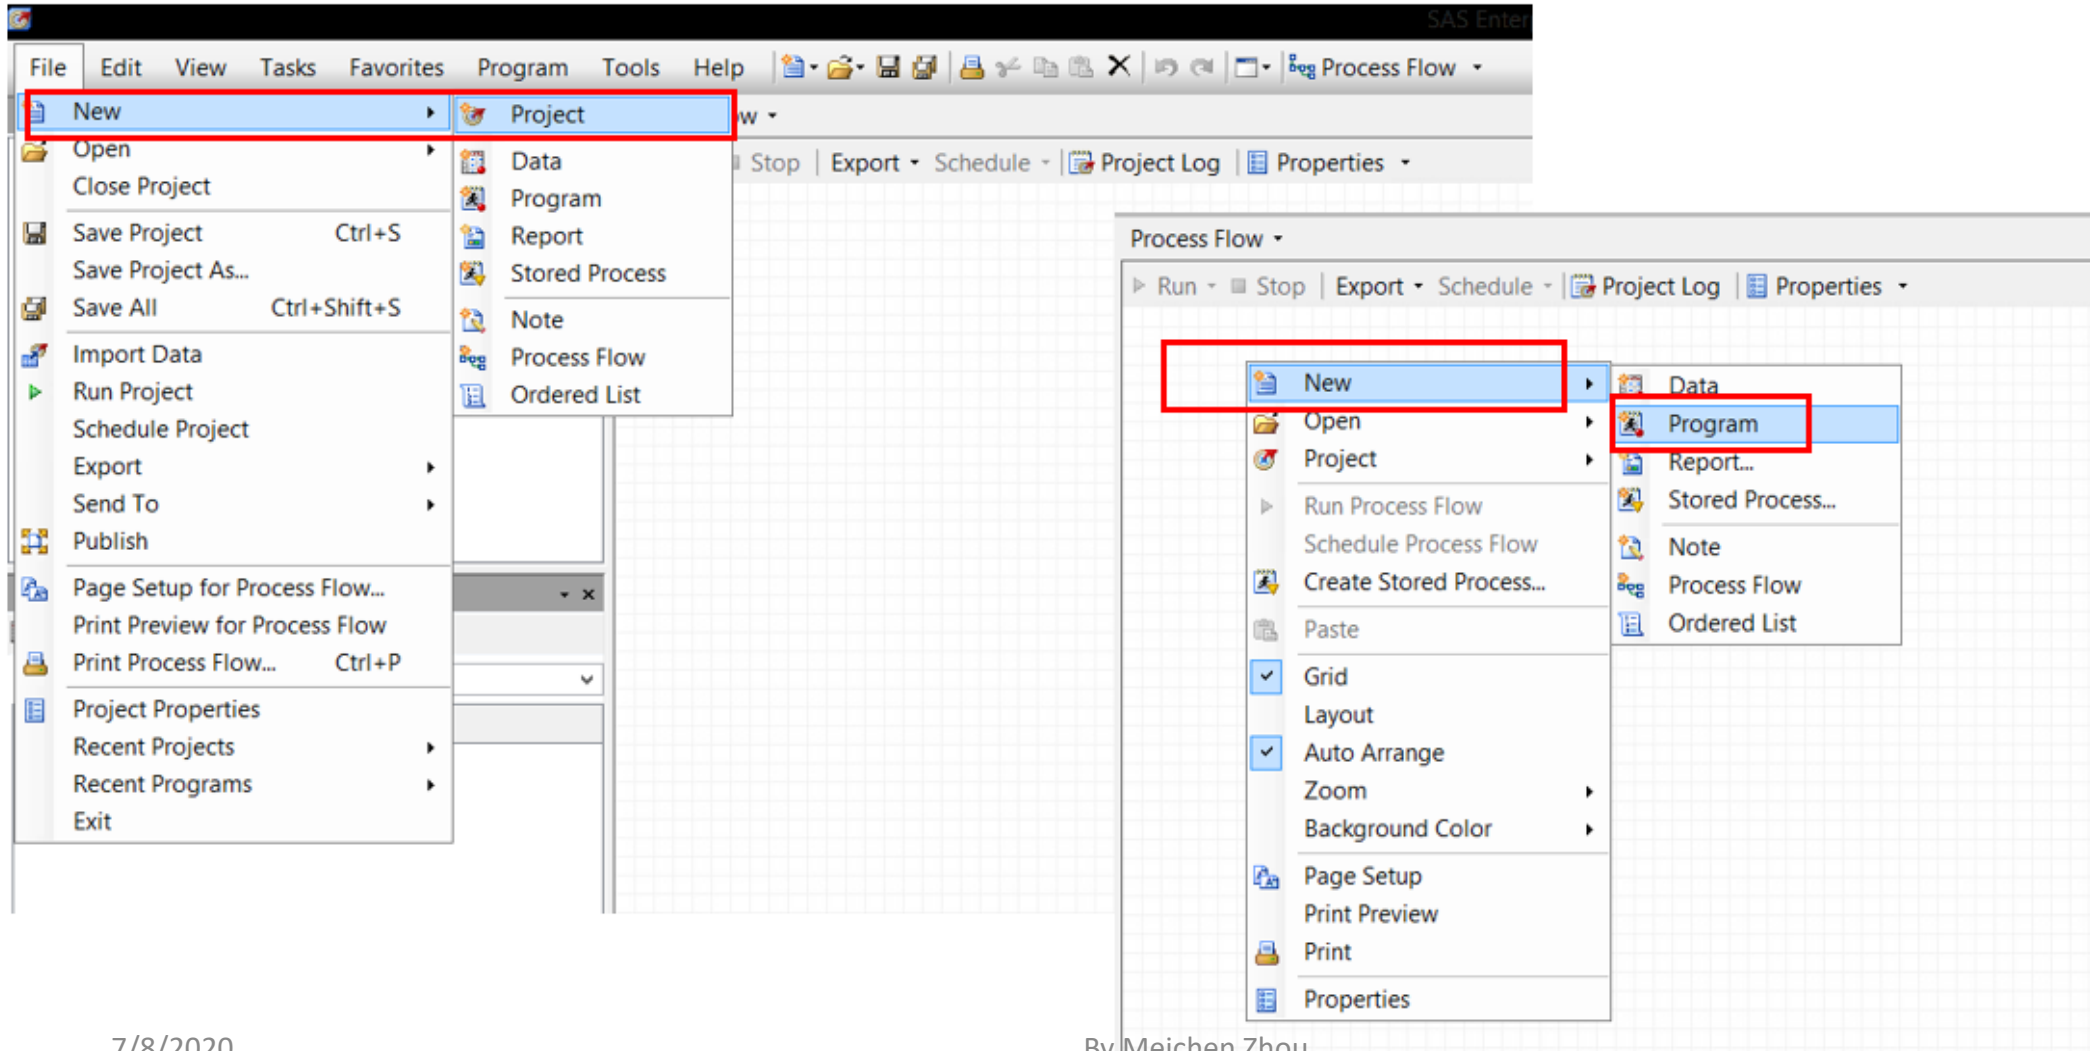 SAS Enter
File Edit View Tasks Favorites Program Tools Help Process Flow
New
Open
Close Project
Save Project Ctrl+S
Save Project As...
Save All Ctrl+Shift+S
Import Data
Run Project
Schedule Project
Export
Send To
Publish
Page Setup for Process Flow...
Print Preview for Process Flow
Print Process Flow... Ctrl+P
Project Properties
Recent Projects
Recent Programs
Exit
Project
Data
Program
Report
Stored Process
Note
Process Flow
Ordered List
ow
Stop Export Schedule Project Log Properties
Process Flow
Run Stop Export Schedule Project Log Properties
New
Open
Project
Run Process Flow
Schedule Process Flow
Create Stored Process...
Paste
Grid
Layout
Auto Arrange
Zoom
Background Color
Page Setup
Print Preview
Print
Properties
Data
Program
Report...
Stored Process...
Note
Process Flow
Ordered List
7/8/2020
By Meichen Zhou